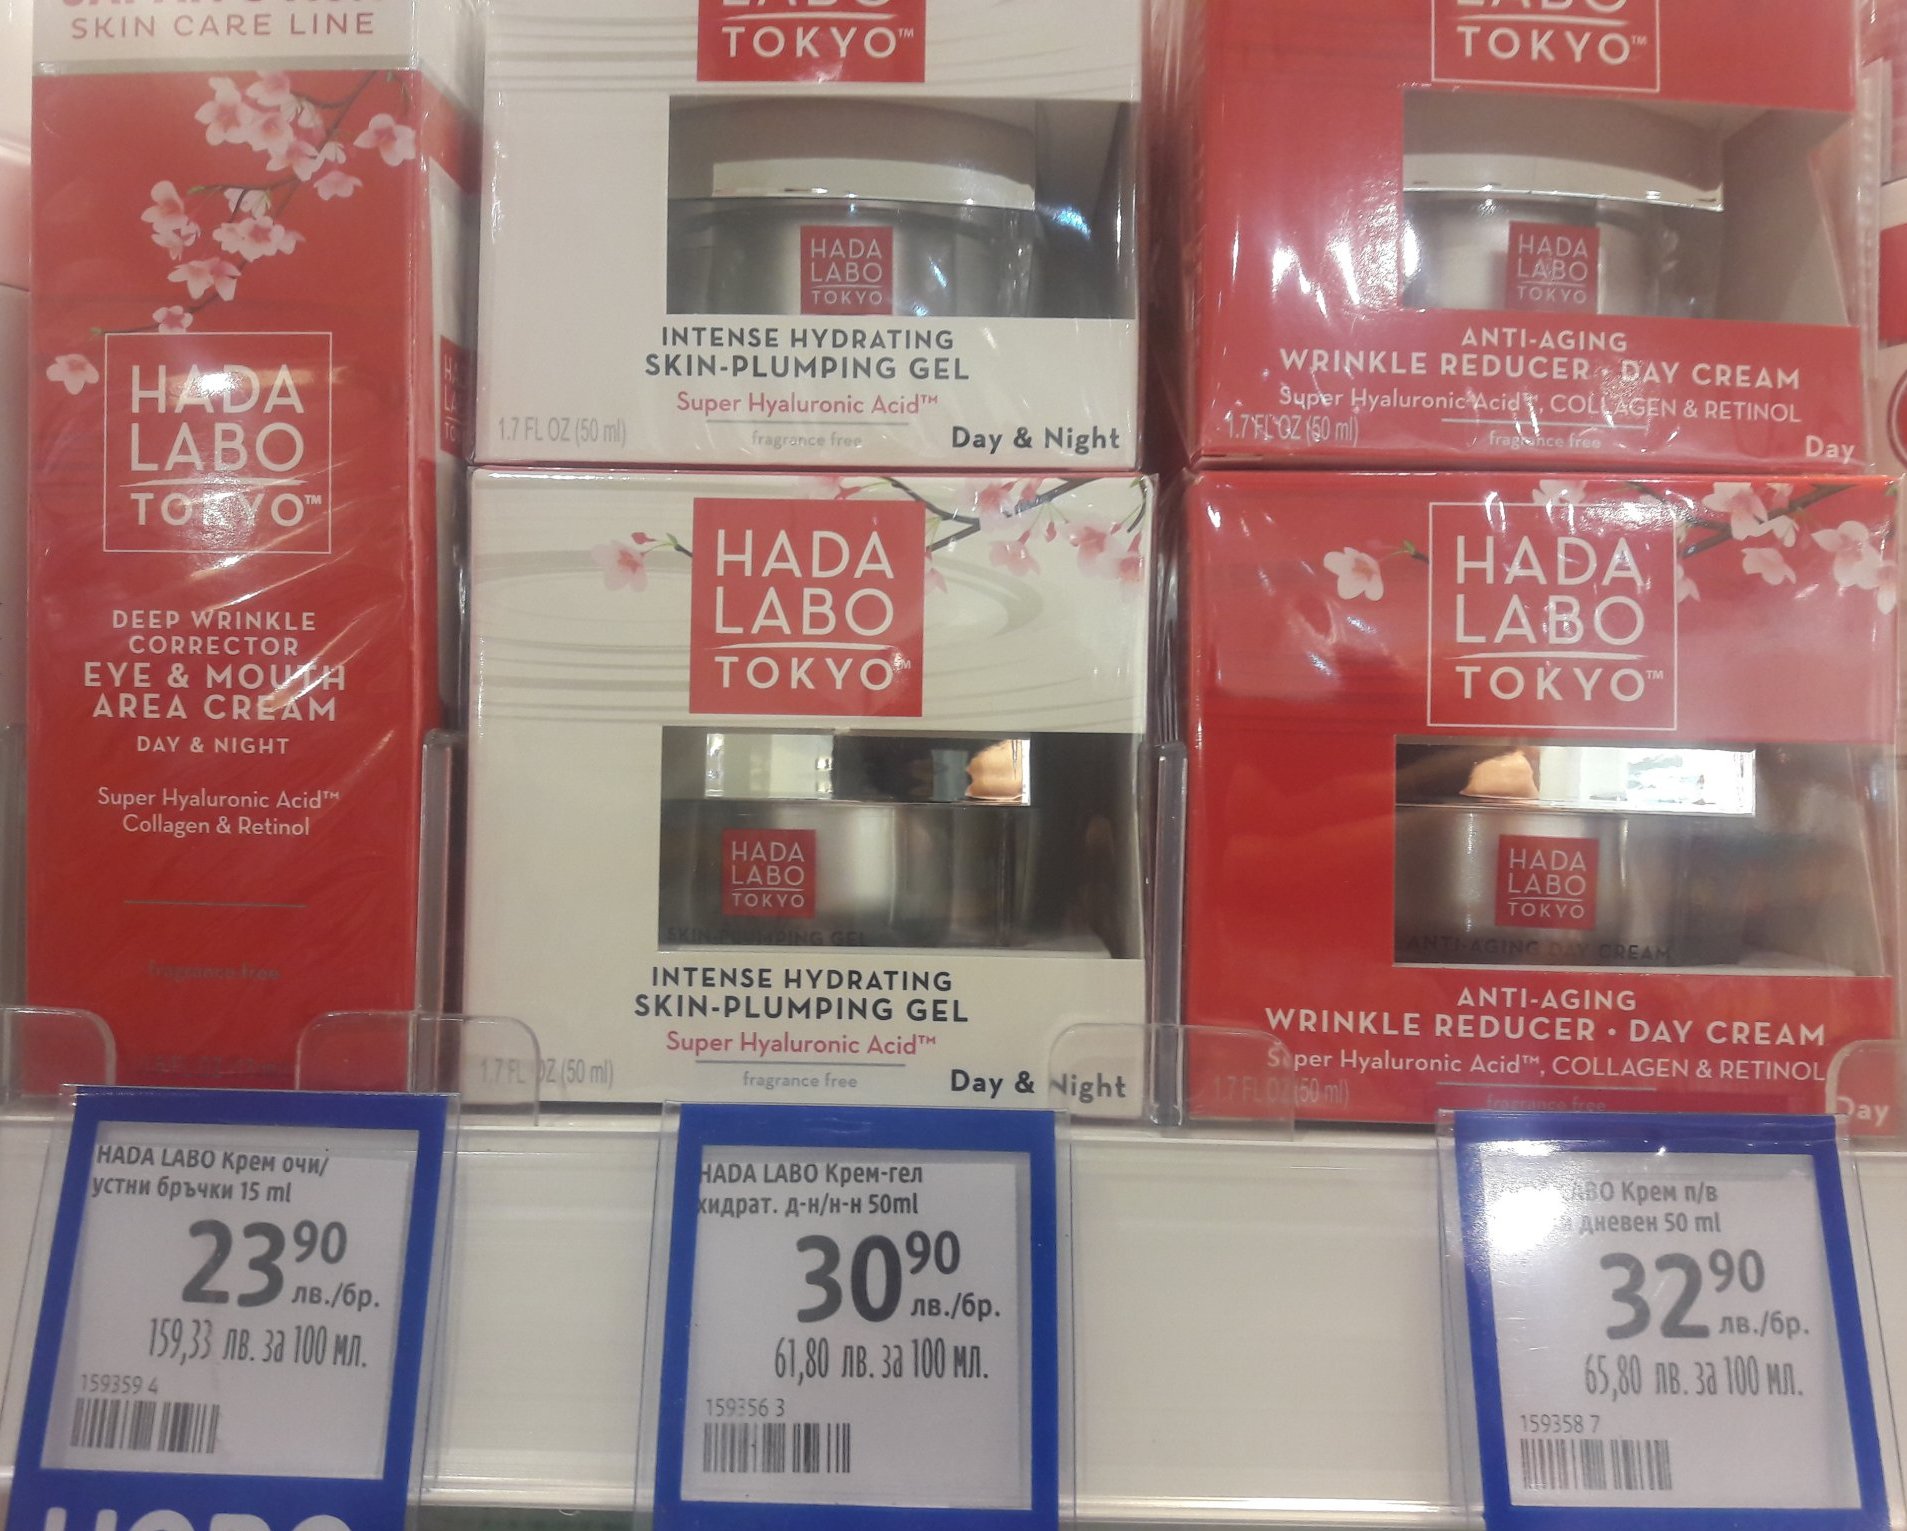 SKIN CARE LINE
HADA
LABO
TOKYO™
DEEP WRINKLE
CORRECTOR
EYE & MOUTH
AREA CREAM
DAY & NIGHT
Super Hyaluronic Acid™
Collagen & Retinol
fragrance free
LABO
TOKYO™
HADA
LABO
TOKYO
INTENSE HYDRATING
SKIN-PLUMPING GEL
Super Hyaluronic Acid™
1.7 FL OZ (50 ml)
fragrance free
Day & Night
LABO
TOKYO™
HADA
LABO
TOKYO
ANTI-AGING
WRINKLE REDUCER · DAY CREAM
Super Hyaluronic Acid™, COLLAGEN & RETINOL
1.7 FL OZ (50 ml)
fragrance free
Day
HADA
LABO
TOKYO™
HADA
LABO
TOKYO
SKIN-PLUMPING GEL
INTENSE HYDRATING
SKIN-PLUMPING GEL
Super Hyaluronic Acid™
1.7 FL OZ (50 ml)
fragrance free
Day & Night
HADA
LABO
TOKYO™
HADA
LABO
TOKYO
ANTI-AGING DAY CREAM
ANTI-AGING
WRINKLE REDUCER · DAY CREAM
Super Hyaluronic Acid™, COLLAGEN & RETINOL
1.7 FL OZ (50 ml)
fragrance free
Day
HADA LABO Крем очи/
устни бръчки 15 ml
23 90
лв./бр.
159,33 лв. за 100 мл.
159359 4
HADA LABO Крем-гел
хидрат. д-н/н-н 50ml
30 90
лв./бр.
61,80 лв. за 100 мл.
159356 3
Крем п/в
дневен 50 ml
32 90
лв./бр.
65,80 лв. за 100 мл.
159358 7